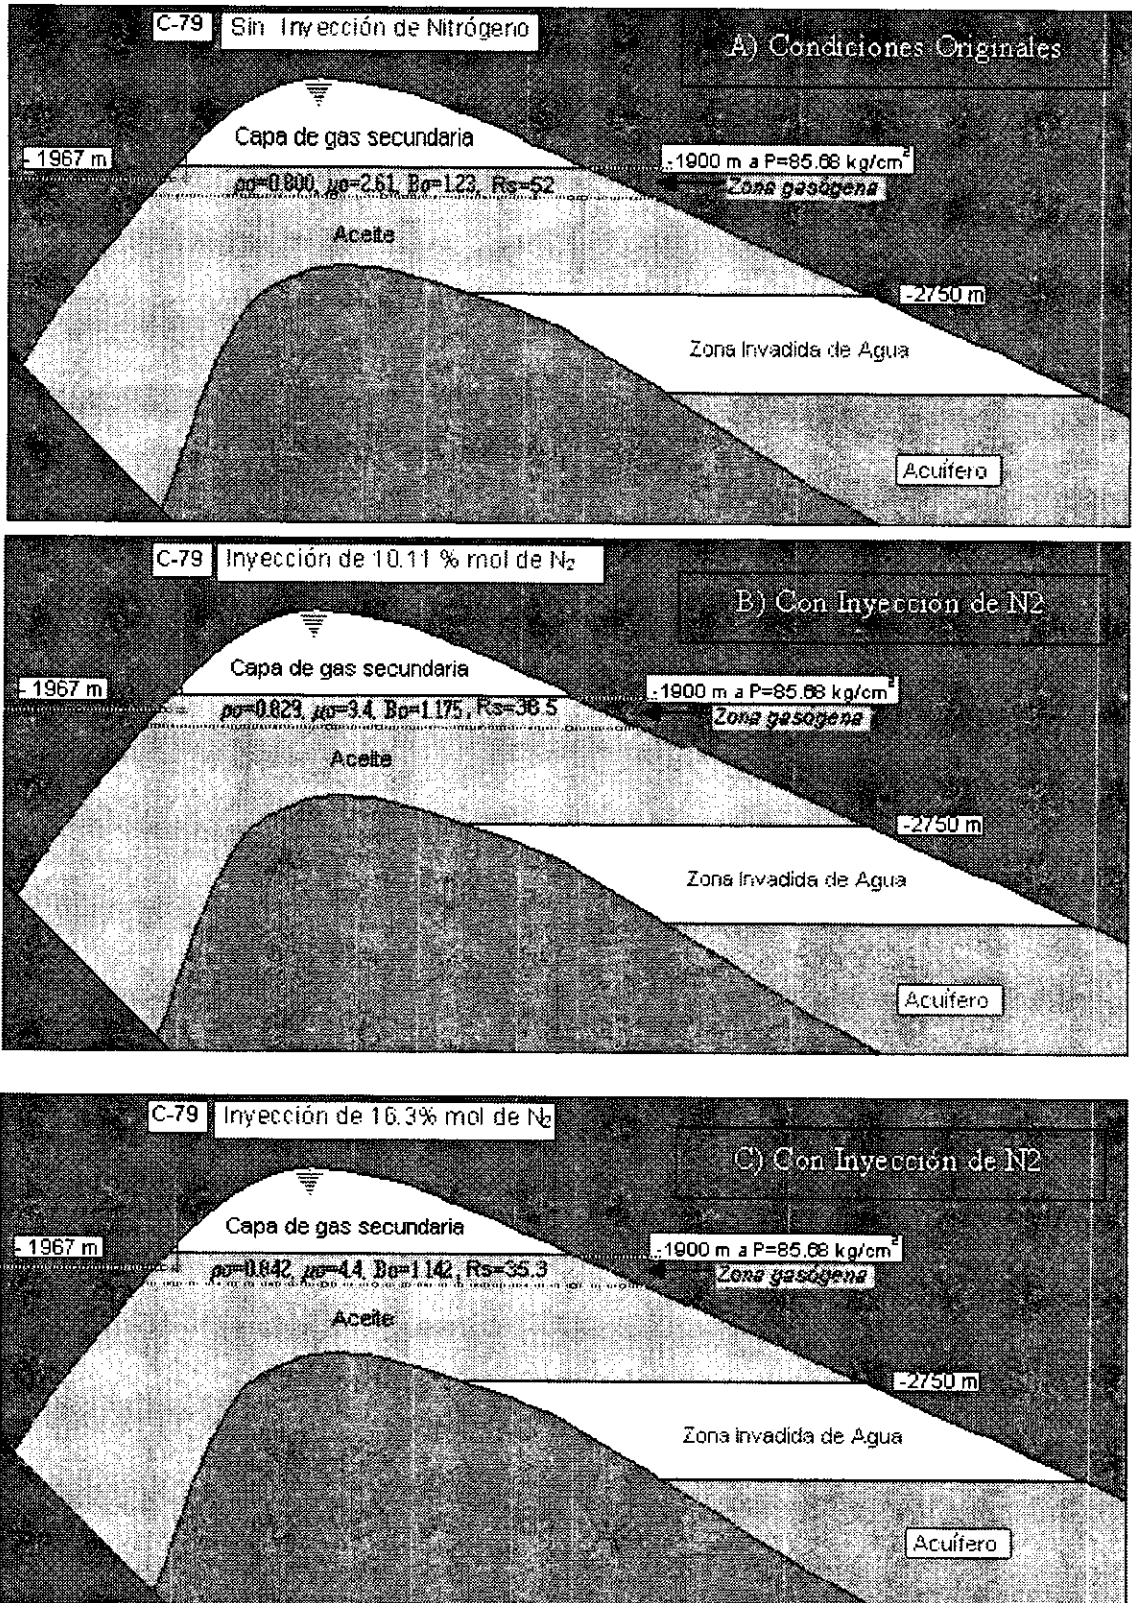 C-79 Sin Inyección de Nitrógeno
A) Condiciones Originales
Capa de gas secundaria
- 1967 m
-1900 m a P=85.68 kg/cm²
ρo=0.800, μo=2.61, Bo=1.23, Rs=52
Zona gasógena
Aceite
-2750 m
Zona Invadida de Agua
Acuífero
C-79 Inyección de 10.11 % mol de N₂
B) Con Inyección de N2
Capa de gas secundaria
- 1967 m
-1900 m a P=85.68 kg/cm²
ρo=0.829, μo=3.4, Bo=1.175, Rs=38.5
Zona gasógena
Aceite
-2750 m
Zona Invadida de Agua
Acuífero
C-79 Inyección de 16.3% mol de N₂
C) Con Inyección de N2
Capa de gas secundaria
- 1967 m
-1900 m a P=85.68 kg/cm²
ρo=0.842, μo=4.4, Bo=1.142, Rs=35.3
Zona gasógena
Aceite
-2750 m
Zona Invadida de Agua
Acuífero